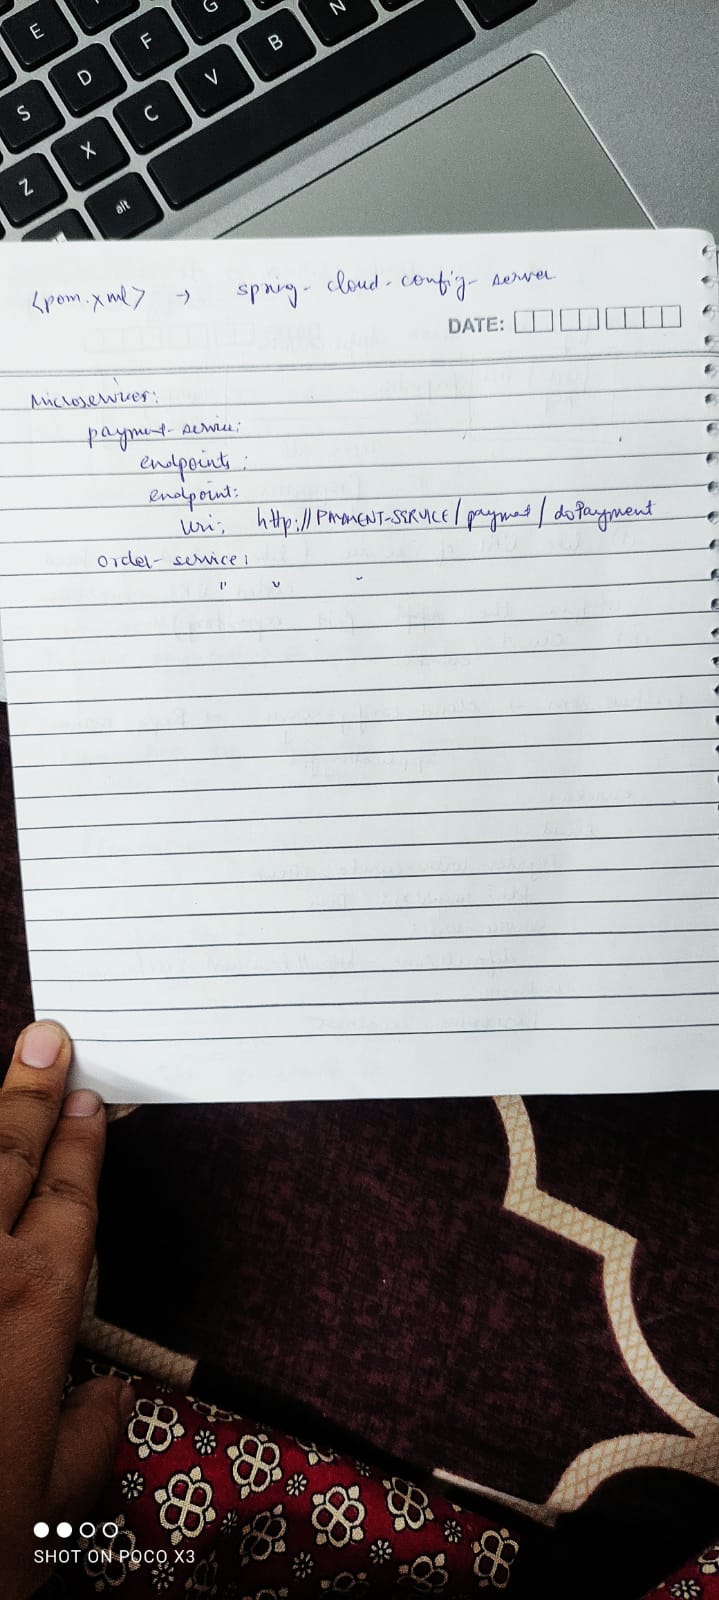 E
F
G
S
D
V
B
N
Z
X
C
alt
<pom.xml> → spring-cloud-config-server
DATE:
Microservices:
payment-service:
endpoints:
endpoint:
uri: http://PAYMENT-SERVICE/payment/doPayment
order-service:
" "
SHOT ON POCO X3